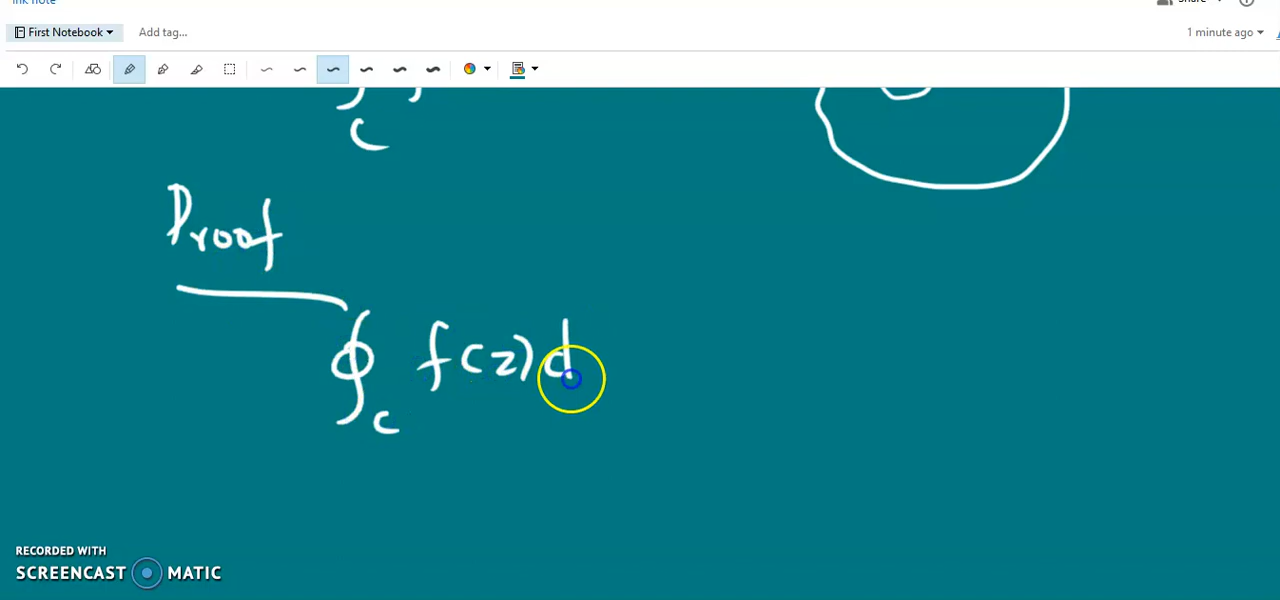 First Notebook
Add tag...
1 minute ago
C
Proof
∮c f(z)d
RECORDED WITH
SCREENCAST MATIC